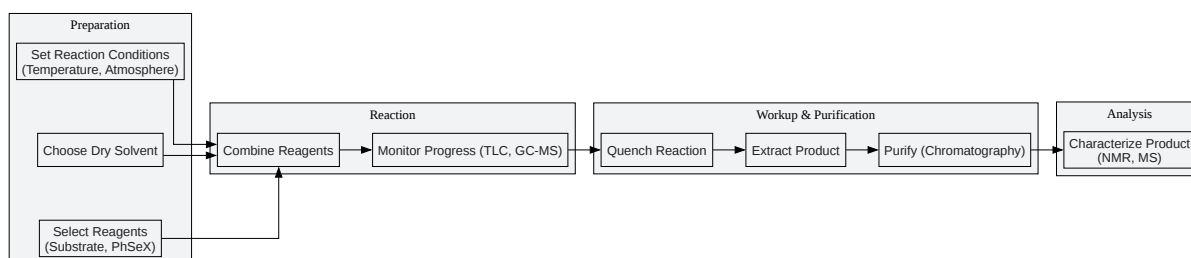 Preparation
Set Reaction Conditions
(Temperature, Atmosphere)
Choose Dry Solvent
Select Reagents
(Substrate, PhSeX)
Reaction
Combine Reagents
Monitor Progress (TLC, GC-MS)
Workup & Purification
Quench Reaction
Extract Product
Purify (Chromatography)
Analysis
Characterize Product
(NMR, MS)